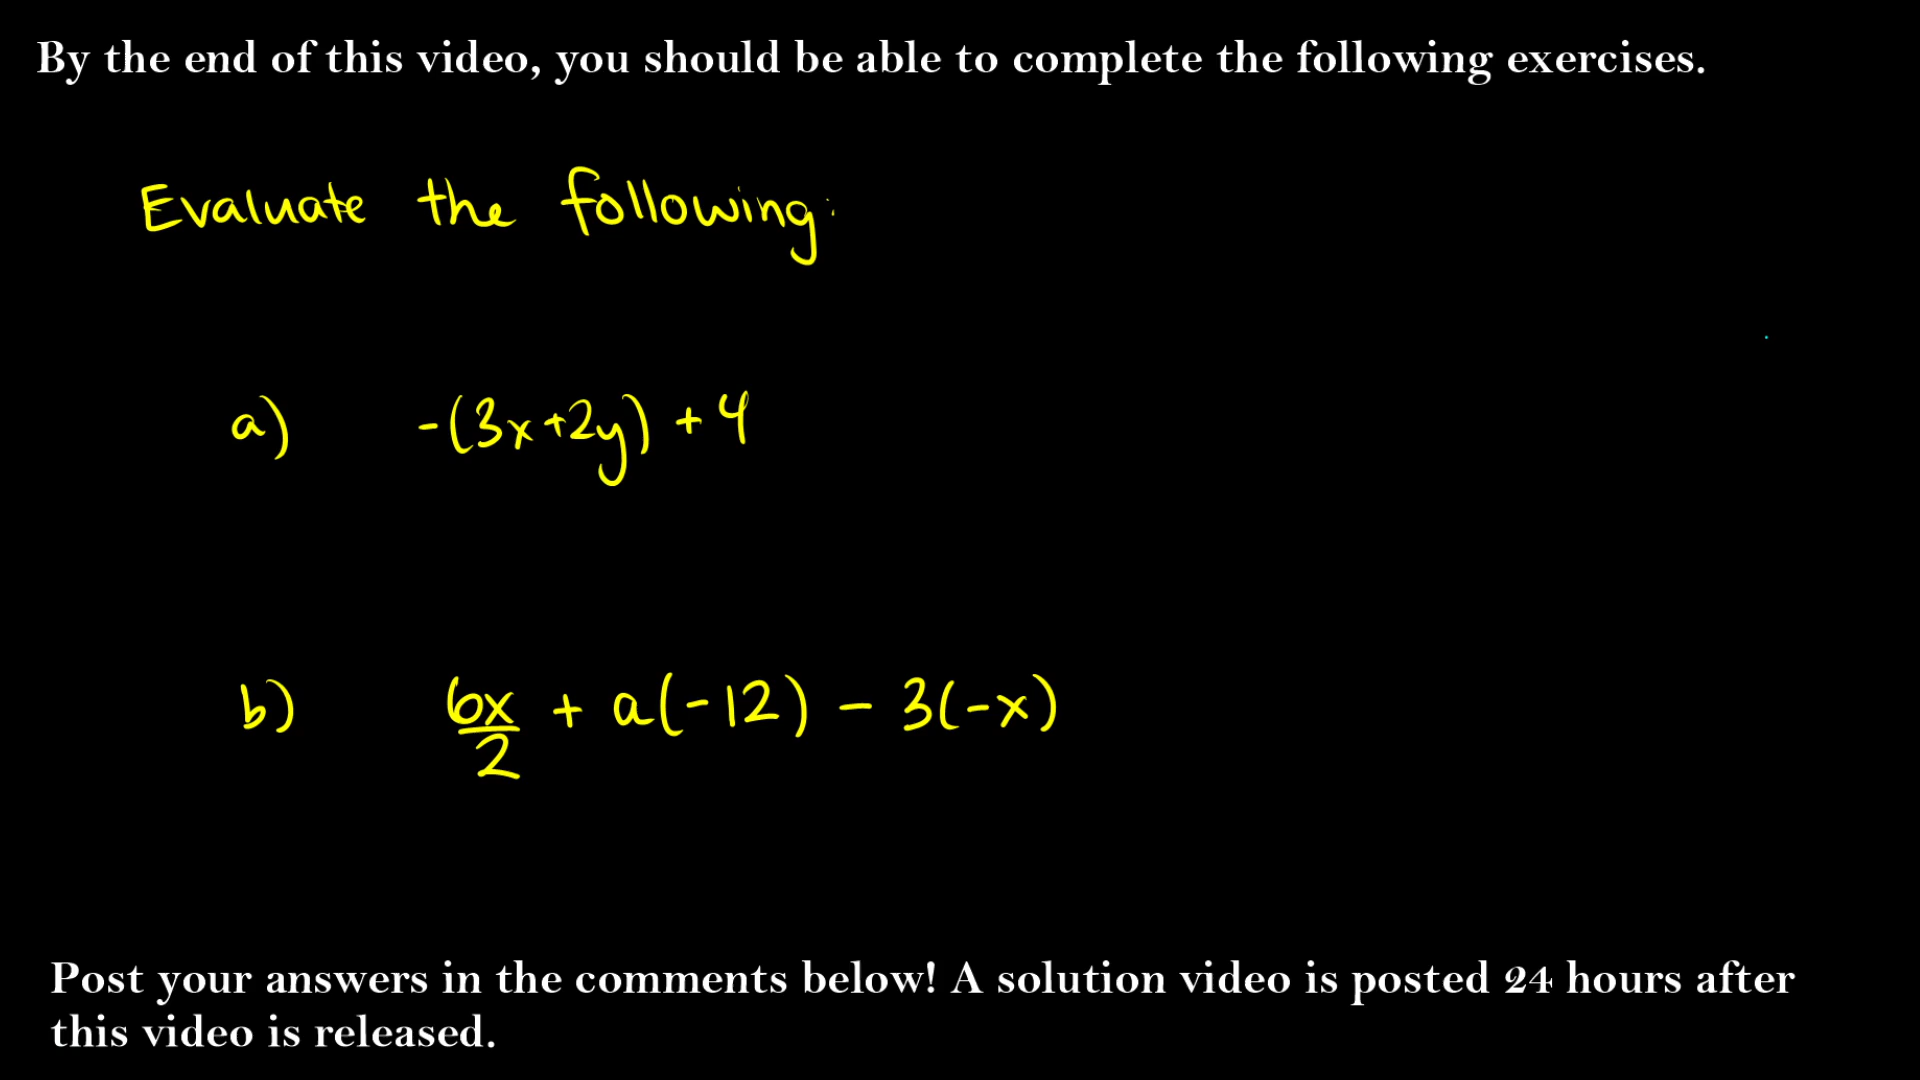 By the end of this video, you should be able to complete the following exercises.
Evaluate the following:
a) -(3x+2y) + 4
b) 6x/2 + a(-12) - 3(-x)
Post your answers in the comments below! A solution video is posted 24 hours after
this video is released.